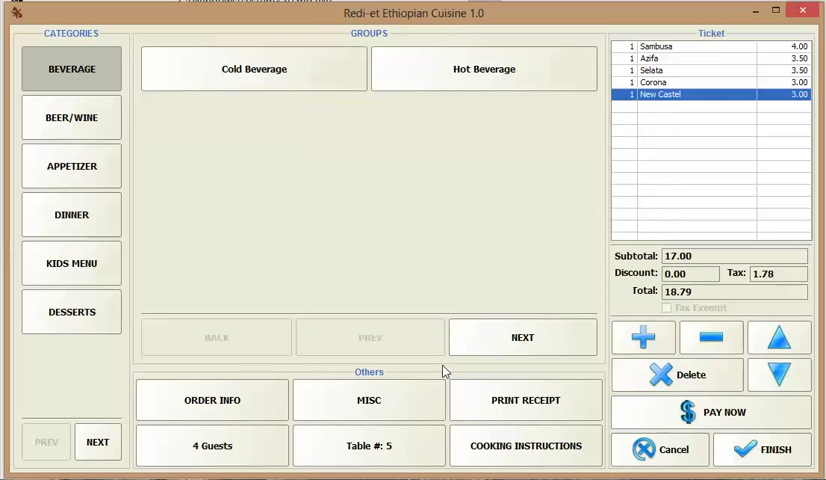 Redi-et Ethiopian Cuisine 1.0
CATEGORIES
BEVERAGE
BEER/WINE
APPETIZER
DINNER
KIDS MENU
DESSERTS
PREV
NEXT
GROUPS
Cold Beverage
Hot Beverage
BACK
PREV
NEXT
Others
ORDER INFO
MISC
PRINT RECEIPT
4 Guests
Table #: 5
COOKING INSTRUCTIONS
Ticket
1 Sambusa 4.00
1 Azifa 3.50
1 Selata 3.50
1 Corona 3.00
1 New Castel 3.00
Subtotal: 17.00
Discount: 0.00 Tax: 1.78
Total: 18.79
Tax Exempt
Delete
PAY NOW
Cancel
FINISH